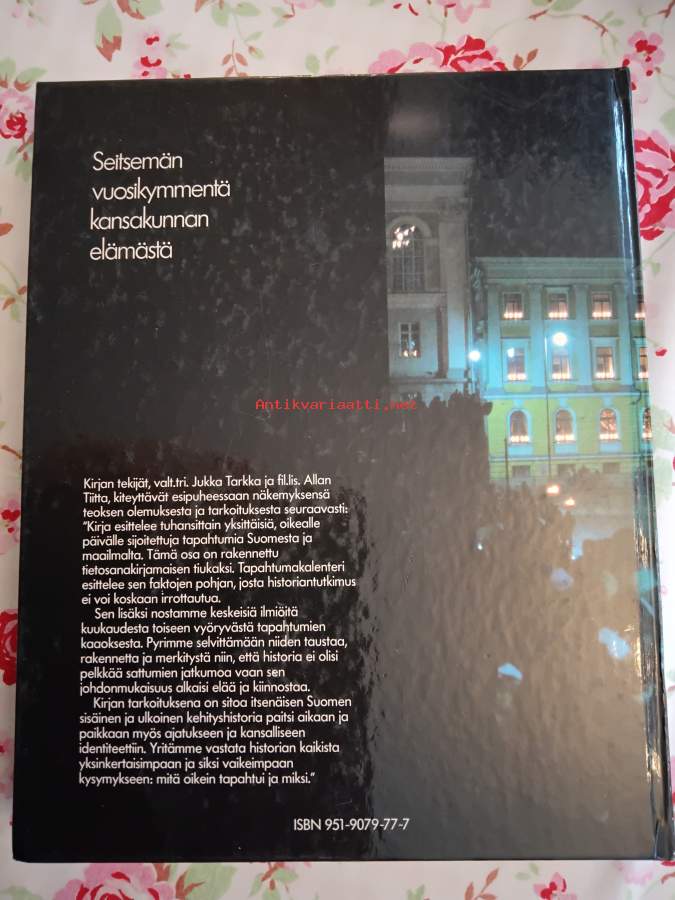 Seitsemän
vuosikymmentä
kansakunnan
elämästä
Antikvariaatti.net
Kirjan tekijät, valt.tri. Jukka Tarkka ja fil.lis. Allan
Tiitta, kiteyttävät esipuheessaan näkemyksensä
teoksen olemuksesta ja tarkoituksesta seuraavasti:
"Kirja esittelee tuhansittain yksittäisiä, oikealle
päivälle sijoitettuja tapahtumia Suomesta ja
maailmalta. Tämä osa on rakennettu
tietosanakirjamaisen tiukaksi. Tapahtumakalenteri
esittelee sen faktojen pohjan, josta historiantutkimus
ei voi koskaan irrottautua.
Sen lisäksi nostamme keskeisiä ilmiöitä
kuukaudesta toiseen vyöryvästä tapahtumien
kaaoksesta. Pyrimme selvittämään niiden taustaa,
rakennetta ja merkitystä niin, että historia ei olisi
pelkkää sattumien jatkumoa vaan sen
johdonmukaisuus alkaisi elää ja kiinnostaa.
Kirjan tarkoituksena on sitoa itsenäisen Suomen
sisäinen ja ulkoinen kehityshistoria paitsi aikaan ja
paikkaan myös ajatukseen ja kansalliseen
identiteettiin. Yritämme vastata historian kaikista
yksinkertaisimpaan ja siksi vaikeimpaan
kysymykseen: mitä oikein tapahtui ja miksi."
ISBN 951-9079-77-7